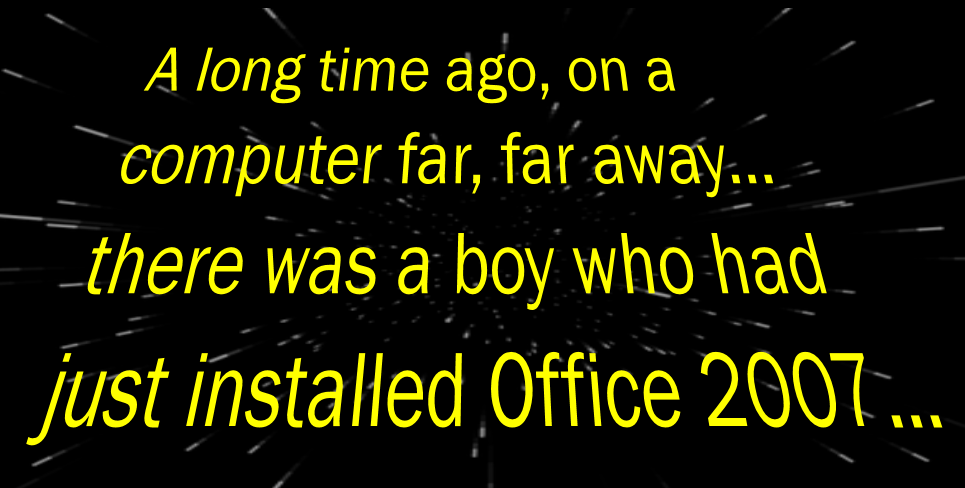 A long time ago, on a
computer far, far away...
there was a boy who had
just installed Office 2007...